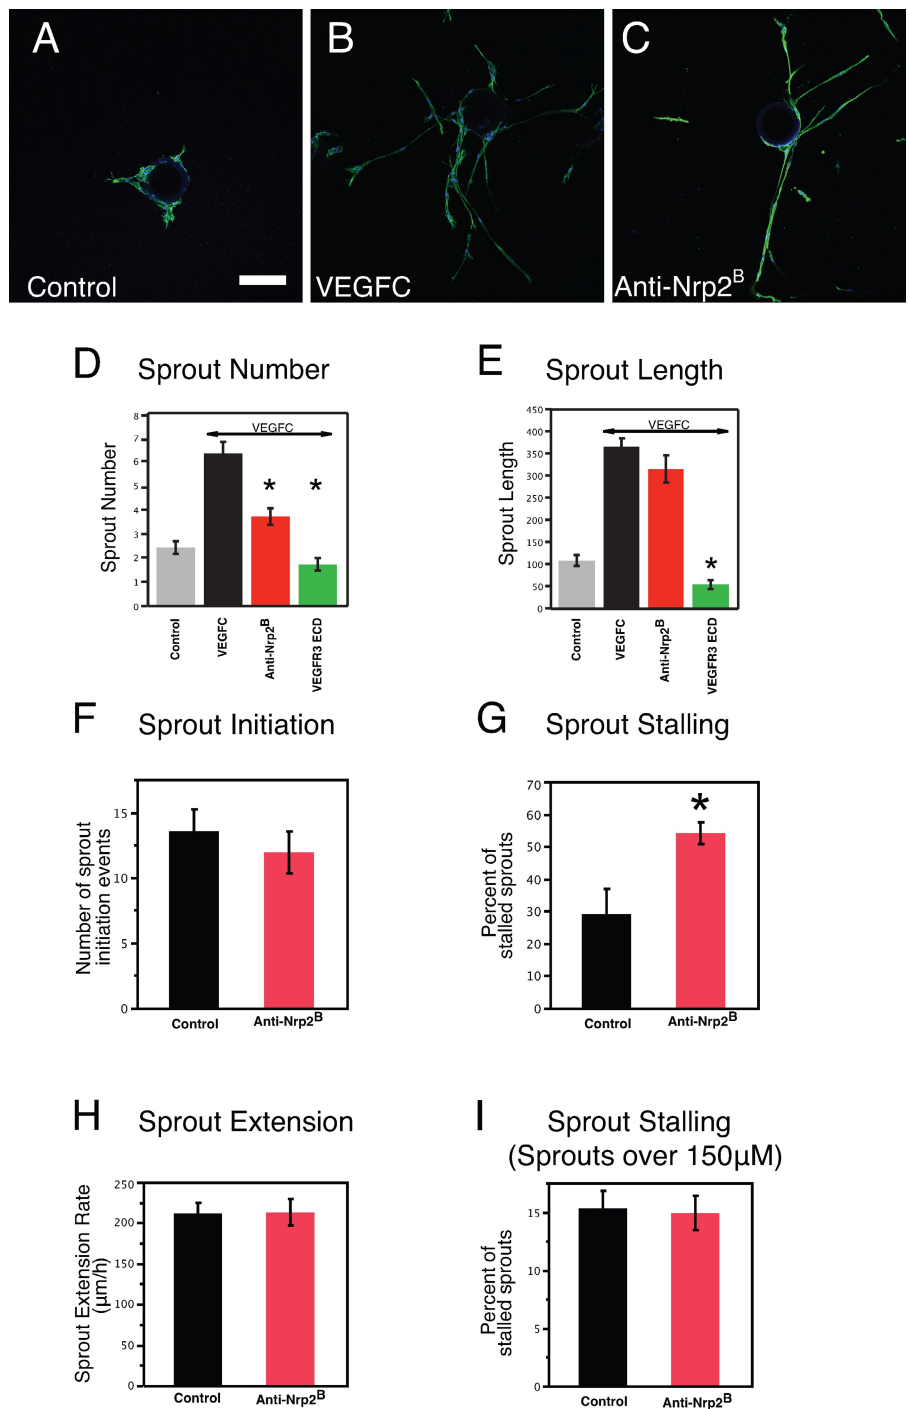 A
B
C
Control
VEGFC
Anti-Nrp2B
D Sprout Number
VEGFC
Sprout Number
8
7
6
5
4
3
2
1
0
*
*
Control
VEGFC
Anti-Nrp2B
VEGFR3 ECD
E Sprout Length
VEGFC
Sprout Length
450
400
350
300
250
200
150
100
50
0
*
Control
VEGFC
Anti-Nrp2B
VEGFR3 ECD
F Sprout Initiation
Number of sprout
initiation events
15
10
5
0
Control
Anti-Nrp2B
G Sprout Stalling
Percent of
stalled sprouts
70
60
50
40
30
20
10
0
*
Control
Anti-Nrp2B
H Sprout Extension
Sprout Extension Rate
(µm/h)
250
200
150
100
50
0
Control
Anti-Nrp2B
I Sprout Stalling
(Sprouts over 150µM)
Percent of
stalled sprouts
15
10
5
0
Control
Anti-Nrp2B